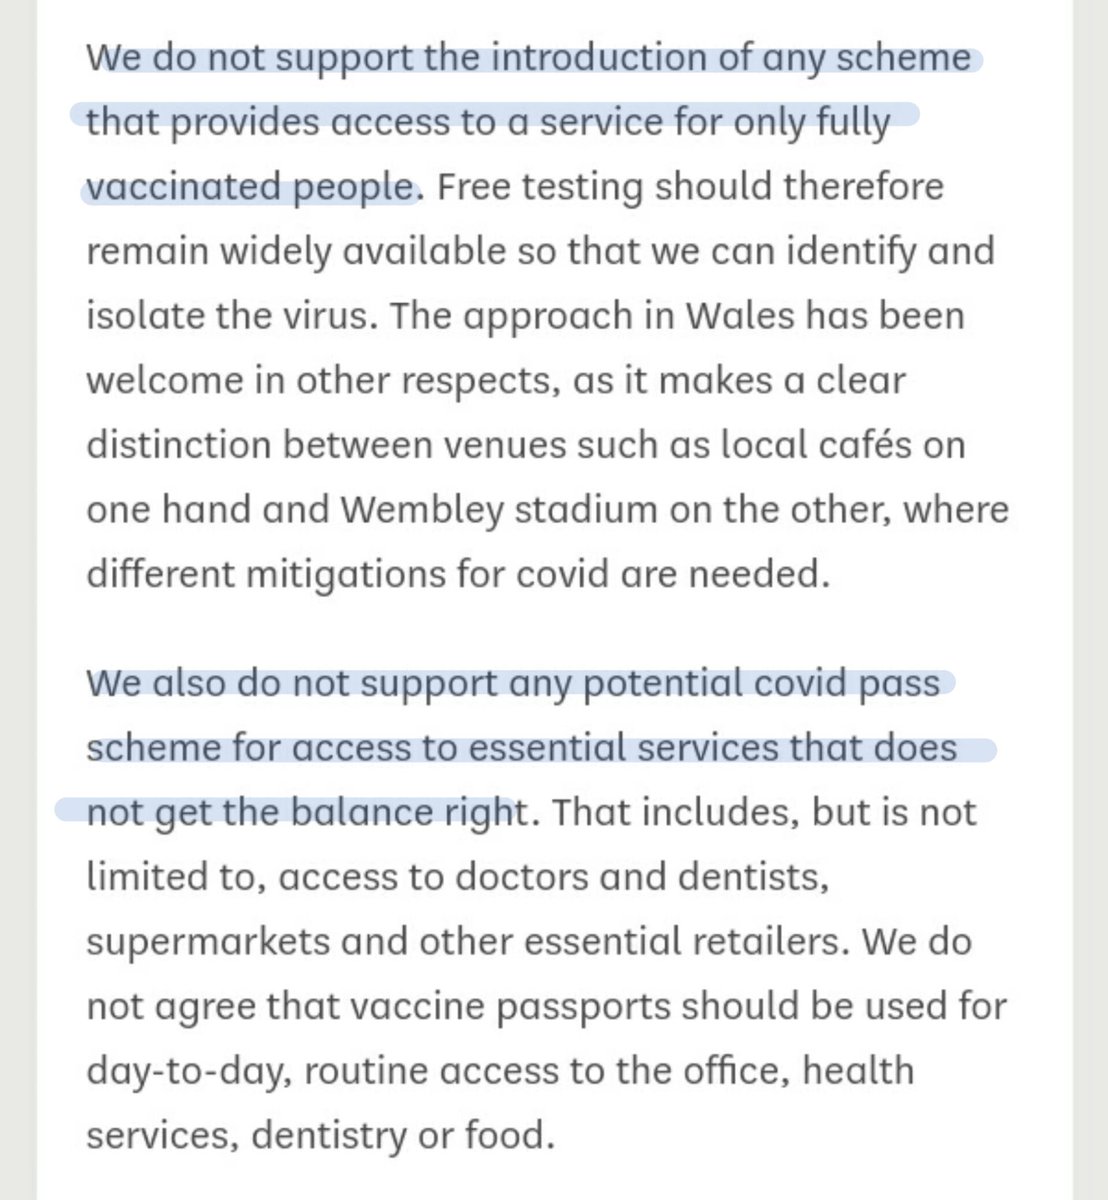 We do not support the introduction of any scheme
that provides access to a service for only fully
vaccinated people. Free testing should therefore
remain widely available so that we can identify and
isolate the virus. The approach in Wales has been
welcome in other respects, as it makes a clear
distinction between venues such as local cafés on
one hand and Wembley stadium on the other, where
different mitigations for covid are needed.
We also do not support any potential covid pass
scheme for access to essential services that does
not get the balance right. That includes, but is not
limited to, access to doctors and dentists,
supermarkets and other essential retailers. We do
not agree that vaccine passports should be used for
day-to-day, routine access to the office, health
services, dentistry or food.